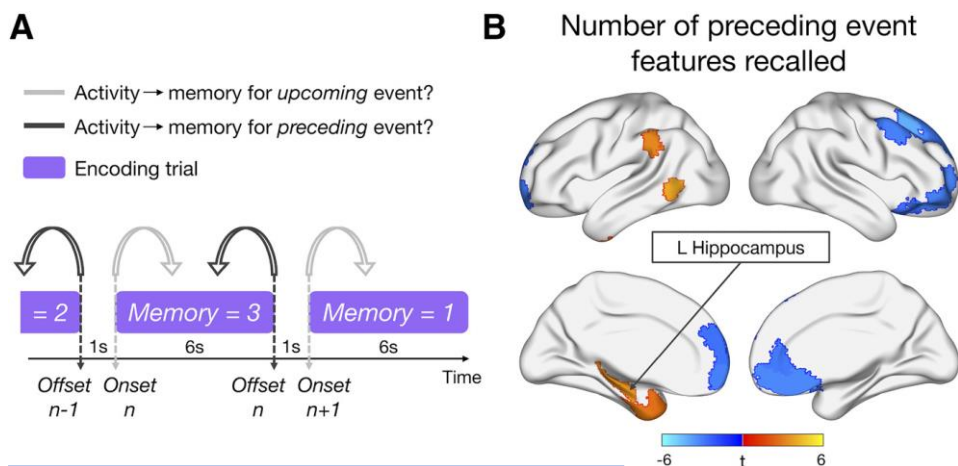 A
Activity → memory for upcoming event?
Activity → memory for preceding event?
Encoding trial
= 2
Memory = 3
Memory = 1
1s
6s
1s
6s
Time
Offset
n-1
Onset
n
Offset
n
Onset
n+1
B
Number of preceding event
features recalled
L Hippocampus
-6
t
6